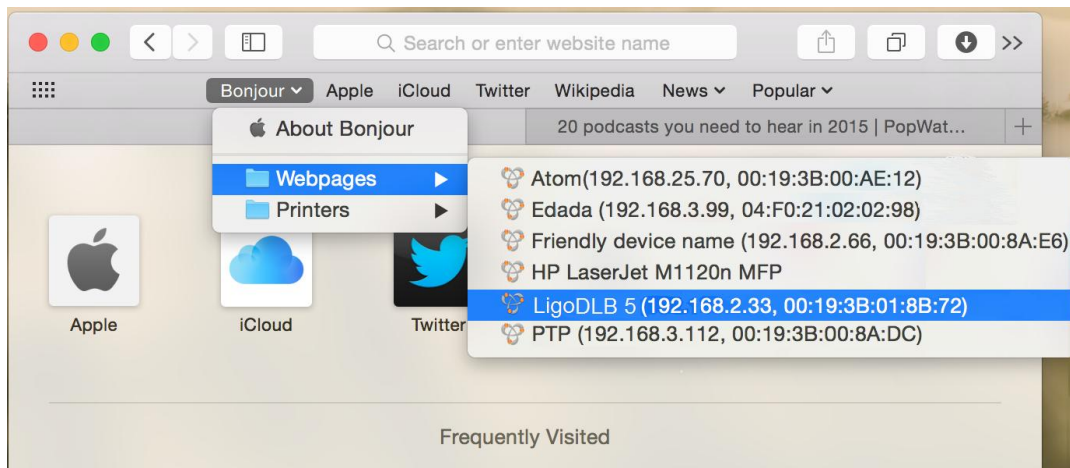 Search or enter website name
>>
Bonjour Apple iCloud Twitter Wikipedia News Popular
About Bonjour
20 podcasts you need to hear in 2015 | PopWat...
Webpages
Printers
Atom(192.168.25.70, 00:19:3B:00:AE:12)
Edada (192.168.3.99, 04:F0:21:02:02:98)
Friendly device name (192.168.2.66, 00:19:3B:00:8A:E6)
HP LaserJet M1120n MFP
LigoDLB 5 (192.168.2.33, 00:19:3B:01:8B:72)
PTP (192.168.3.112, 00:19:3B:00:8A:DC)
Apple iCloud Twitter
Frequently Visited